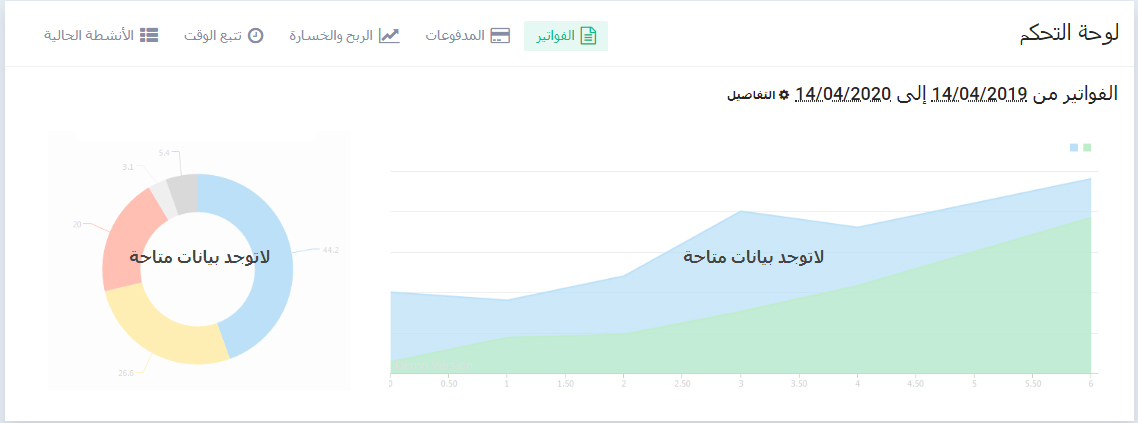 لوحة التحكم
الفواتير
المدفوعات
الربح والخسارة
تتبع الوقت
الأنشطة الحالية
الفواتير من 14/04/2019 إلى 14/04/2020 التفاصيل
5.4
3.1
20
44.2
26.6
لاتوجد بيانات متاحة
لاتوجد بيانات متاحة
0 0.50 1 1.50 2 2.50 3 3.50 4 4.50 5 5.50 6